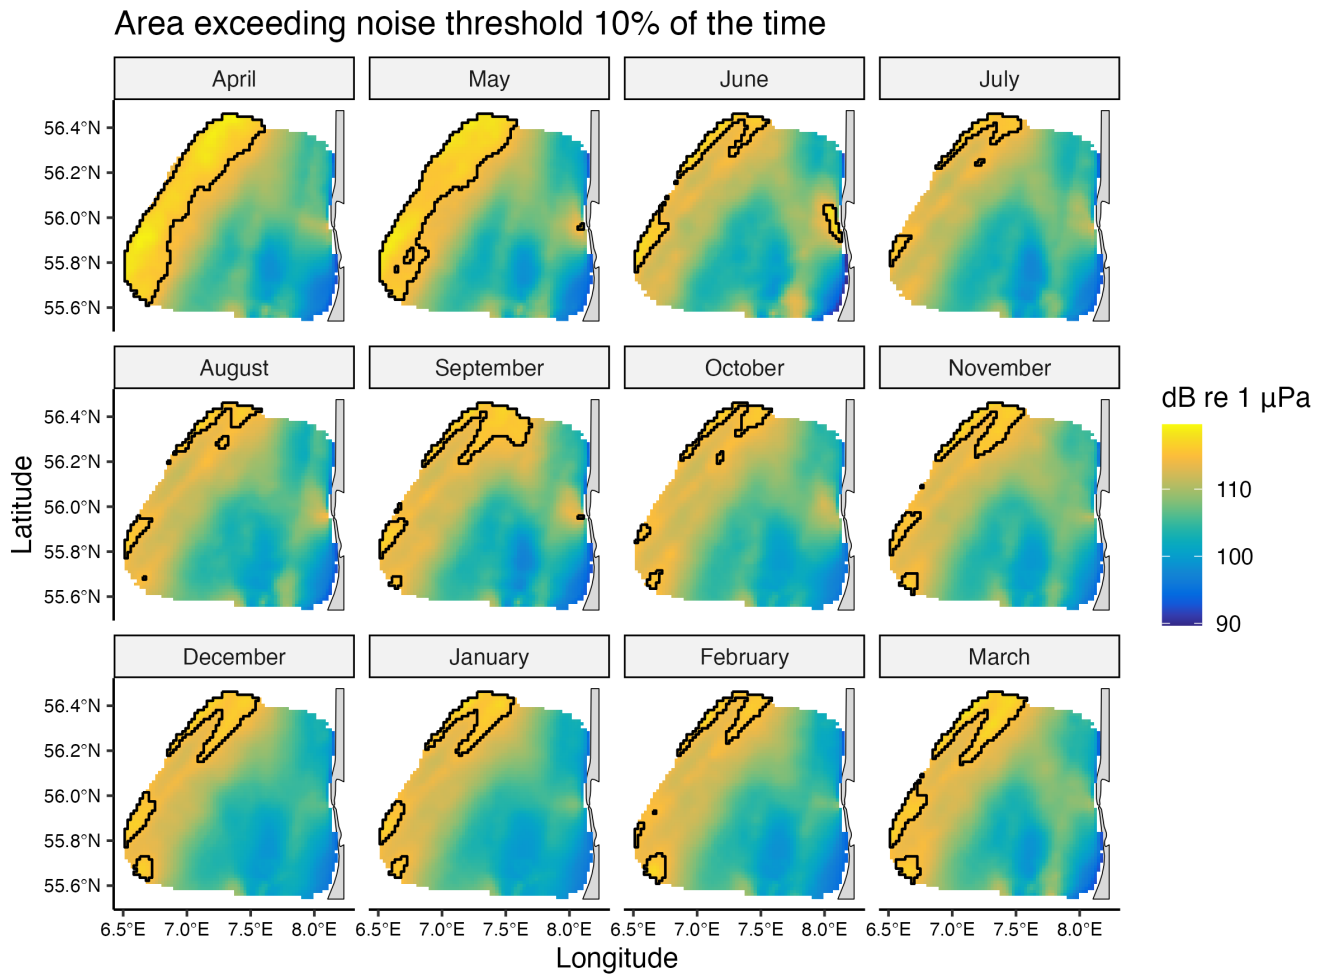 Area exceeding noise threshold 10% of the time
April May June July
56.4°N
56.2°N
56.0°N
55.8°N
55.6°N
August September October November
56.4°N
56.2°N
56.0°N
55.8°N
55.6°N
December January February March
56.4°N
56.2°N
56.0°N
55.8°N
55.6°N
6.5°E 7.0°E 7.5°E 8.0°E 6.5°E 7.0°E 7.5°E 8.0°E 6.5°E 7.0°E 7.5°E 8.0°E 6.5°E 7.0°E 7.5°E 8.0°E
Longitude
Latitude
dB re 1 µPa
110
100
90